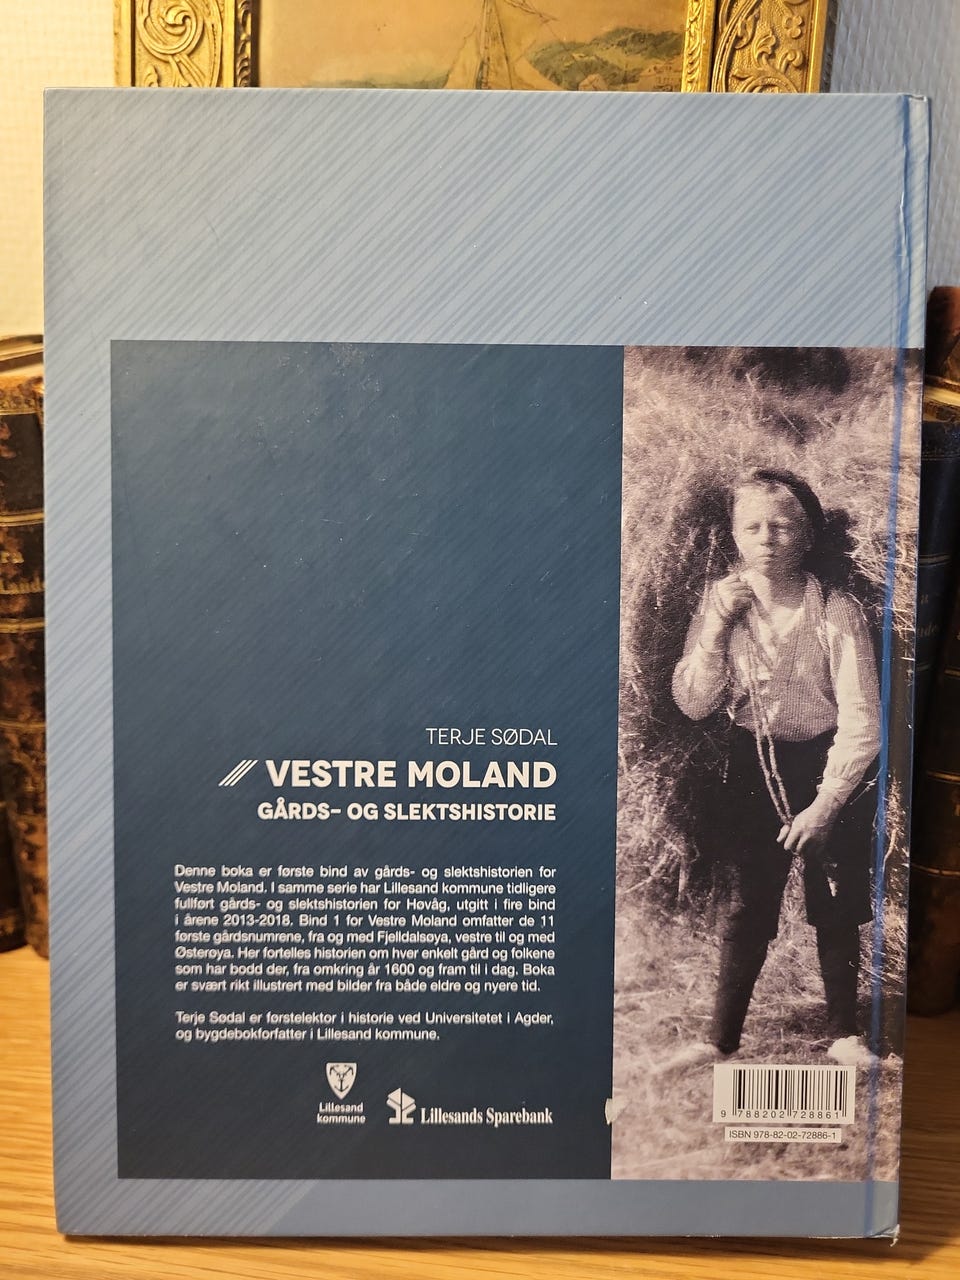 TERJE SØDAL
VESTRE MOLAND
GÅRDS- OG SLEKTSHISTORIE
Denne boka er første bind av gårds- og slektshistorien for
Vestre Moland. I samme serie har Lillesand kommune tidligere
fullført gårds- og slektshistorien for Høvåg, utgitt i fire bind
i årene 2013-2018. Bind 1 for Vestre Moland omfatter de 11
første gårdsnumrene, fra og med Fjelldalsøya, vestre til og med
Østerøya. Her fortelles historien om hver enkelt gård og folkene
som har bodd der, fra omkring år 1600 og fram til i dag. Boka
er svært rikt illustrert med bilder fra både eldre og nyere tid.
Terje Sødal er førstelektor i historie ved Universitetet i Agder,
og bygdebokforfatter i Lillesand kommune.
Lillesand
kommune
Lillesands Sparebank
9 788202 728861
ISBN 978-82-02-72886-1